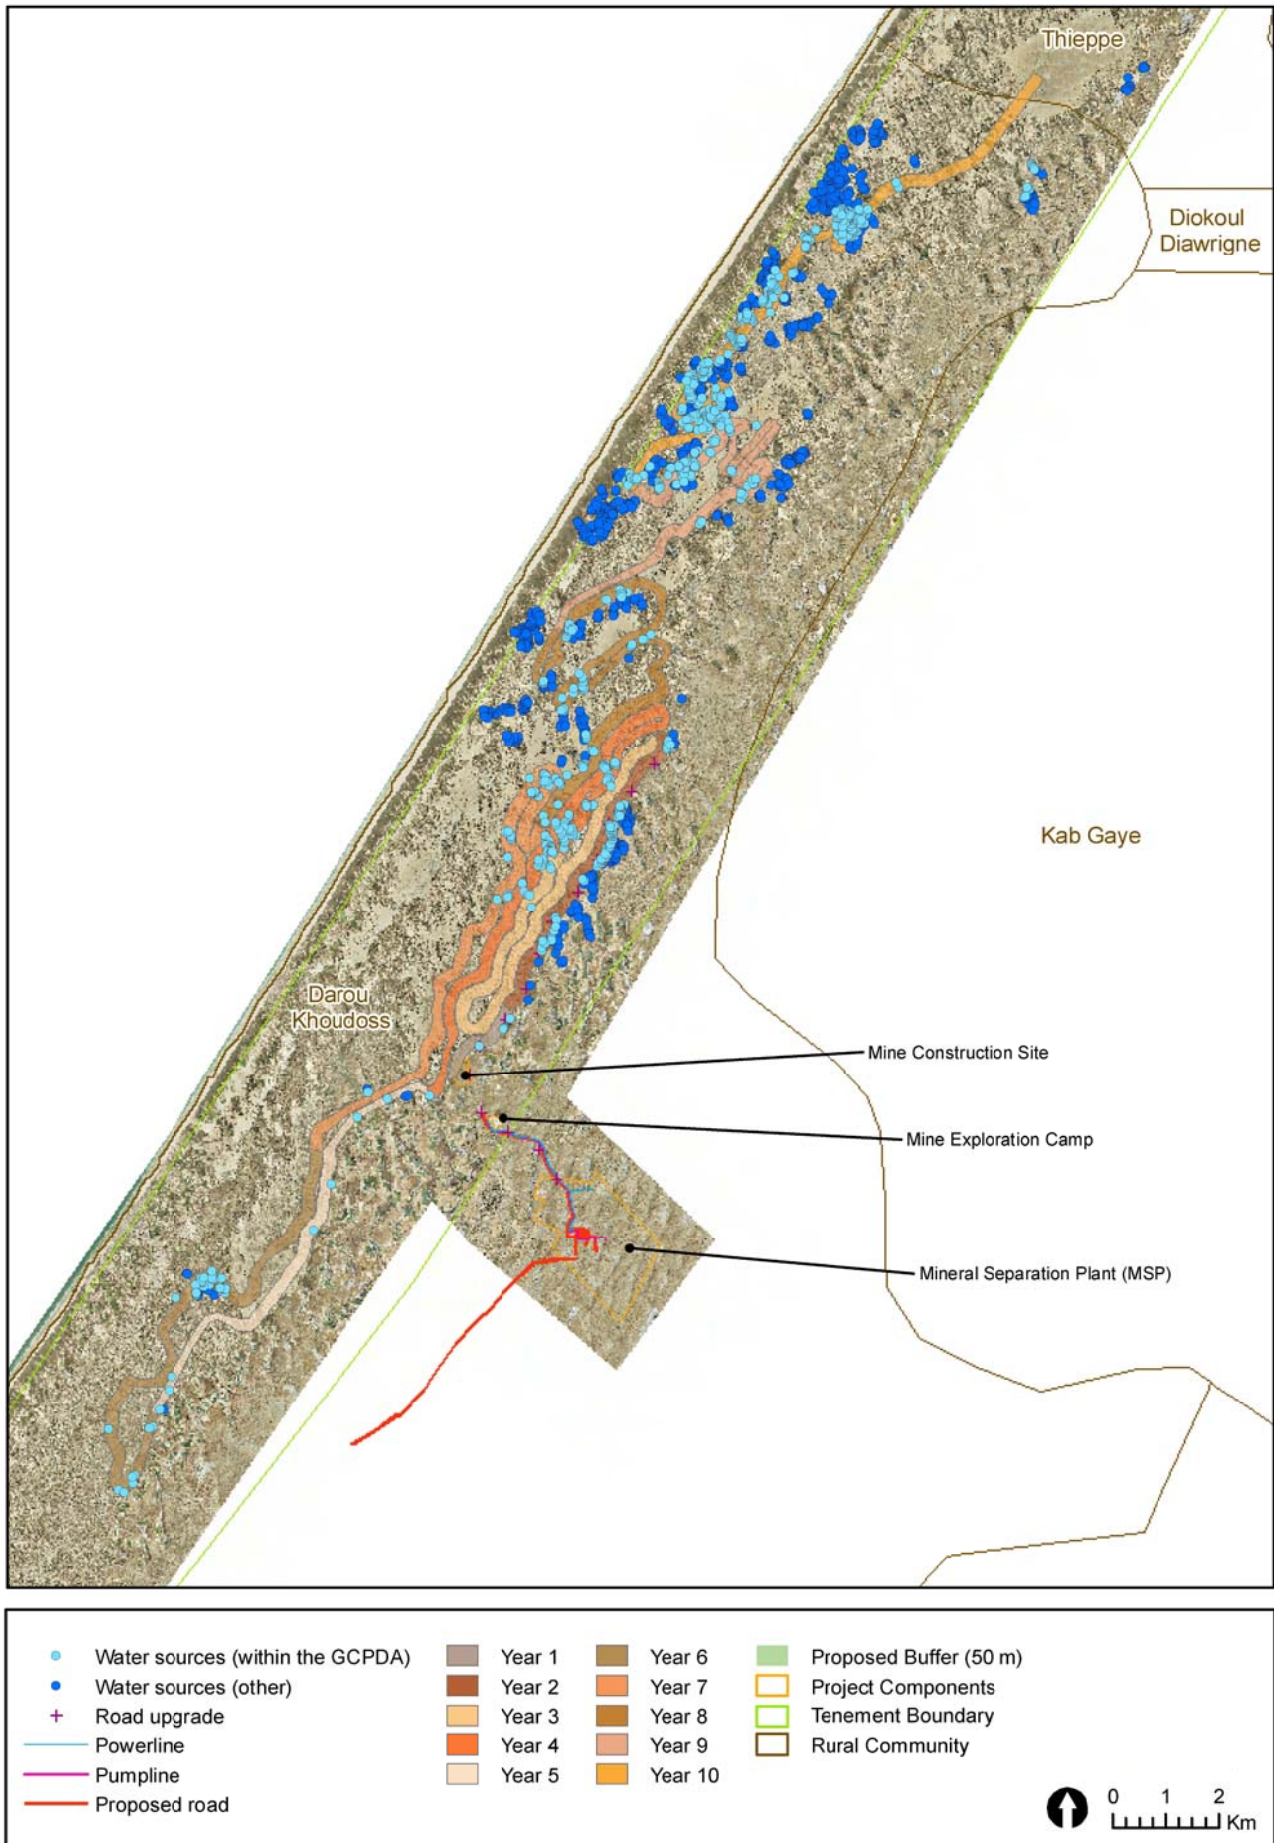 Thieppe
Diokoul
Diawrigne
Kab Gaye
Darou
Khoudoss
Mine Construction Site
Mine Exploration Camp
Mineral Separation Plant (MSP)
Water sources (within the GCPDA)
Water sources (other)
Road upgrade
Powerline
Pumpline
Proposed road
Year 1
Year 2
Year 3
Year 4
Year 5
Year 6
Year 7
Year 8
Year 9
Year 10
Proposed Buffer (50 m)
Project Components
Tenement Boundary
Rural Community
0 1 2
Km